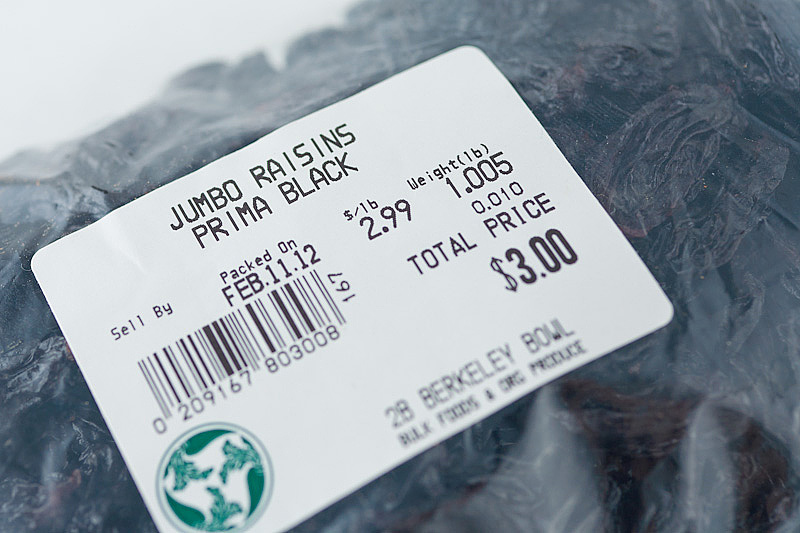 JUMBO RAISINS
PRIMA BLACK
$/lb Weight(lb)
2.99 1.005
0.010
Packed On
Sell By FEB.11.12
TOTAL PRICE
$3.00
167
0 209167 803008
2B BERKELEY BOWL
BULK FOODS & ORG PRODUCE